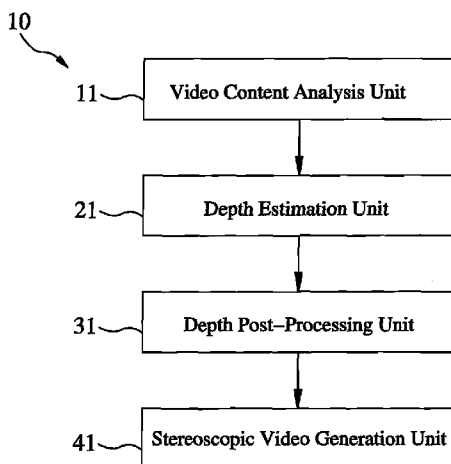 10
11 Video Content Analysis Unit
21 Depth Estimation Unit
31 Depth Post-Processing Unit
41 Stereoscopic Video Generation Unit